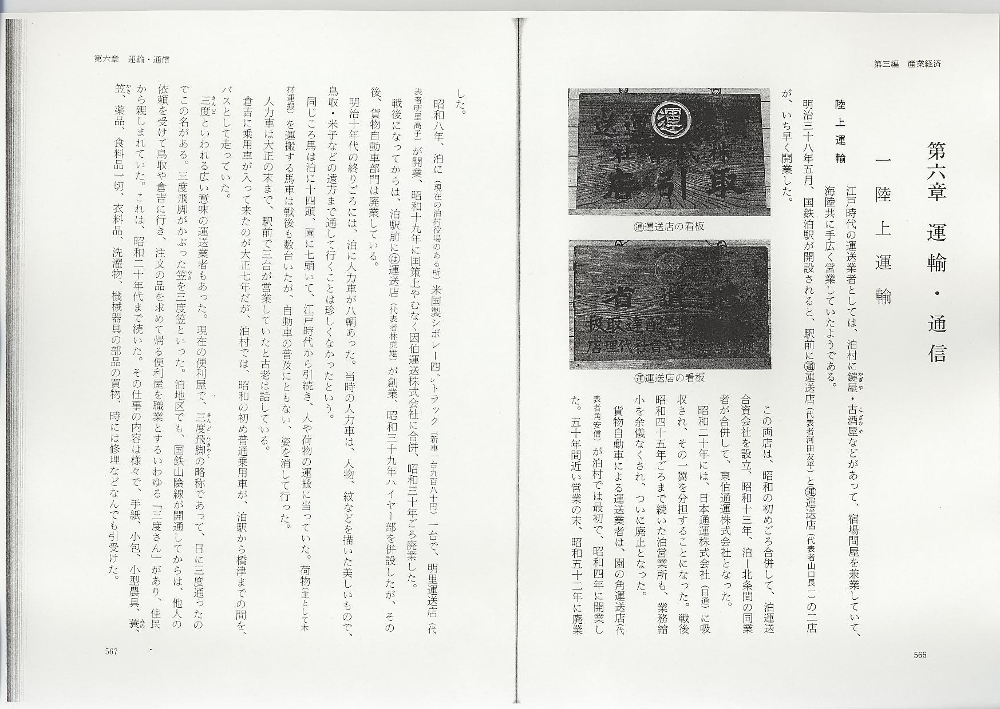 第三編　産業経済
第六章　運輸・通信
一　陸上運輸
陸上運輸
江戸時代の運送業者としては、泊村に鍵屋・古酒屋などがあって、宿場問屋を兼業していて、
かぎや
こざかや
海陸共に手広く営業していたようである。
明治三十八年五月、国鉄泊駅が開設されると、駅前に㊜運送店（代表者河田友平）と㊊運送店（代表者山口長一）の二店
が、いち早く開業した。
運
運送
株式会社
取引店
通運送店の看板
省
配達取扱
式會社代理店
運運送店の看板
この両店は、昭和の初めごろ合併して、泊運送
合資会社を設立、昭和十三年、泊ー北条間の同業
者が合併して、東伯通運株式会社となった。
昭和二十年には、日本通運株式会社（日通）に吸
収され、その一翼を分担することになった。戦後
昭和四十五年ごろまで続いた泊営業所も、業務縮
小を余儀なくされ、ついに廃止となった。
貨物自動車による運送業者は、園の角運送店（代
表者角安信）が泊村では最初で、昭和四年に開業し
た。五十年間近い営業の末、昭和五十二年に廃業
566
第六章　運輸・通信
した。
昭和八年、泊に（現在の泊村役場のある所）米国製シボレー四トントラック（新車一台九百八十円）一台で、明里運送店（代
表者明里高子）が開業、昭和十九年に国策上やむなく因伯運送株式会社に合併、昭和三十年ごろ廃業した。
戦後になってからは、泊駅前には運送店（代表者林虎雄）が創業、昭和三十九年ハイヤー部を併設したが、その
後、貨物自動車部門は廃業している。
明治十年代の終りごろには、泊に人力車が八輌あった。当時の人力車は、人物、紋などを描いた美しいもので、
鳥取・米子などの遠方まで通して行くことは珍しくなかったという。
同じころ馬は泊に十四頭、園に七頭いて、江戸時代から引続き、人や荷物の運搬に当っていた。荷物（主として木
材運搬）を運搬する馬車は戦後も数台いたが、自動車の普及にともない、姿を消して行った。
人力車は大正の末まで、駅前で三台が営業していたと古老は話している。
倉吉に乗用車が入って来たのが大正七年だが、泊村では、昭和の初め普通乗用車が、泊駅から橋津までの間を、
バスとして走っていた。
三度といわれる広い意味の運送業者もあった。現在の便利屋で、三度飛脚の略称であって、日に三度通ったの
さんど
さんどひきゃく
でこの名がある。三度飛脚がかぶった笠を三度笠といった。泊地区でも、国鉄山陰線が開通してからは、他人の
かさ
依頼を受けて鳥取や倉吉に行き、注文の品を求めて帰る便利屋を職業とするいわゆる「三度さん」があり、住民
から親しまれていた。これは、昭和二十年代まで続いた。その仕事の内容は様々で、手紙、小包、小型農具、蓑、
みの
笠、薬品、食料品一切、衣料品、洗濯物、機械器具の部品の買物、時には修理などなんでも引受けた。
かさ
567